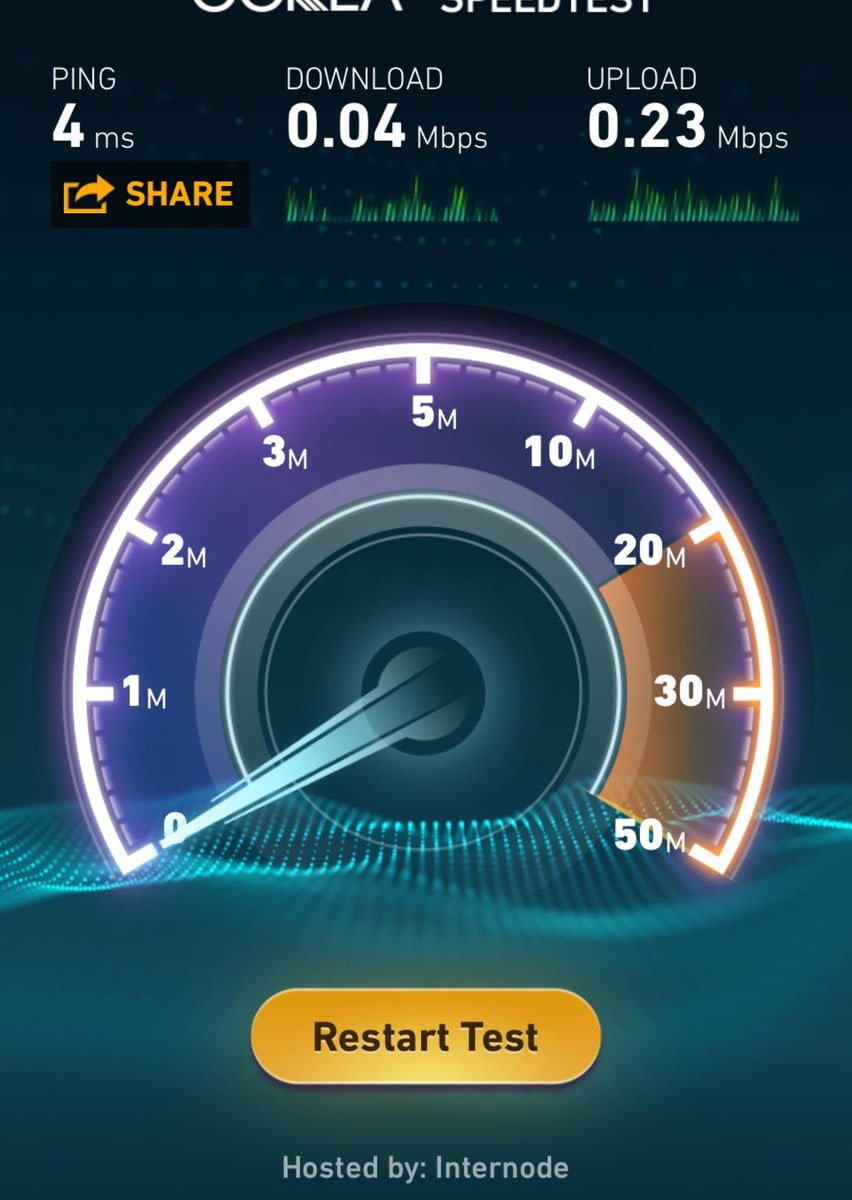 OOKLA SPEEDTEST
PING DOWNLOAD UPLOAD
4 ms 0.04 Mbps 0.23 Mbps
SHARE
5M
3M 10M
2M 20M
1M 30M
0 50M
Restart Test
Hosted by: Internode